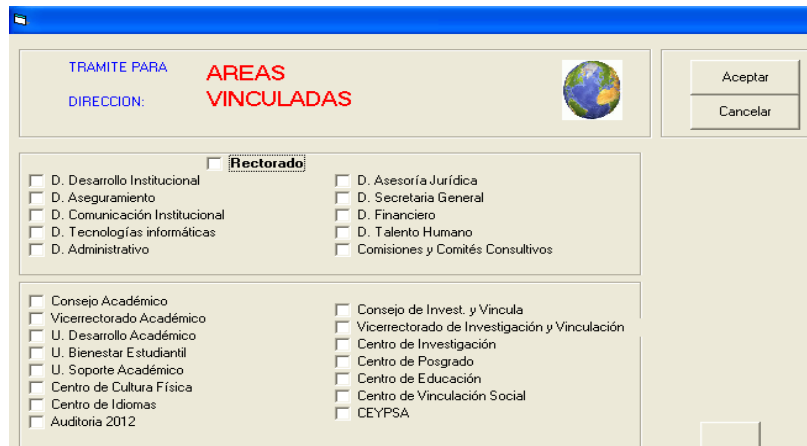 TRAMITE PARA
AREAS
DIRECCION:
VINCULADAS
Aceptar
Cancelar
Rectorado
D. Desarrollo Institucional
D. Aseguramiento
D. Comunicación Institucional
D. Tecnologías informáticas
D. Administrativo
D. Asesoría Jurídica
D. Secretaria General
D. Financiero
D. Talento Humano
Comisiones y Comités Consultivos
Consejo Académico
Vicerrectorado Académico
U. Desarrollo Académico
U. Bienestar Estudiantil
U. Soporte Académico
Centro de Cultura Física
Centro de Idiomas
Auditoria 2012
Consejo de Invest. y Vincula
Vicerrectorado de Investigación y Vinculación
Centro de Investigación
Centro de Posgrado
Centro de Educación
Centro de Vinculación Social
CEYPSA